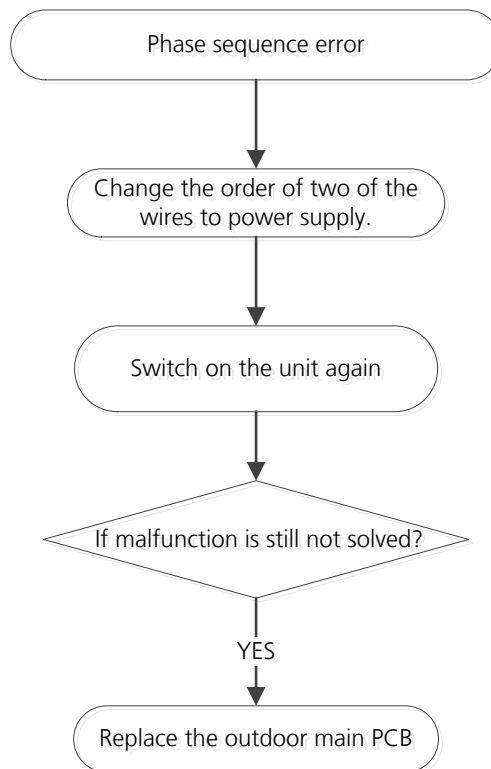 Phase sequence error
Change the order of two of the
wires to power supply.
Switch on the unit again
If malfunction is still not solved?
YES
Replace the outdoor main PCB